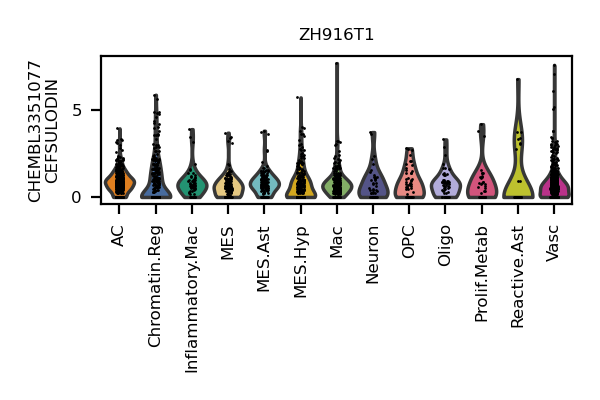 ZH916T1
CHEMBL3351077
CEFSULODIN
5
0
AC
Chromatin.Reg
Inflammatory.Mac
MES
MES.Ast
MES.Hyp
Mac
Neuron
OPC
Oligo
Prolif.Metab
Reactive.Ast
Vasc